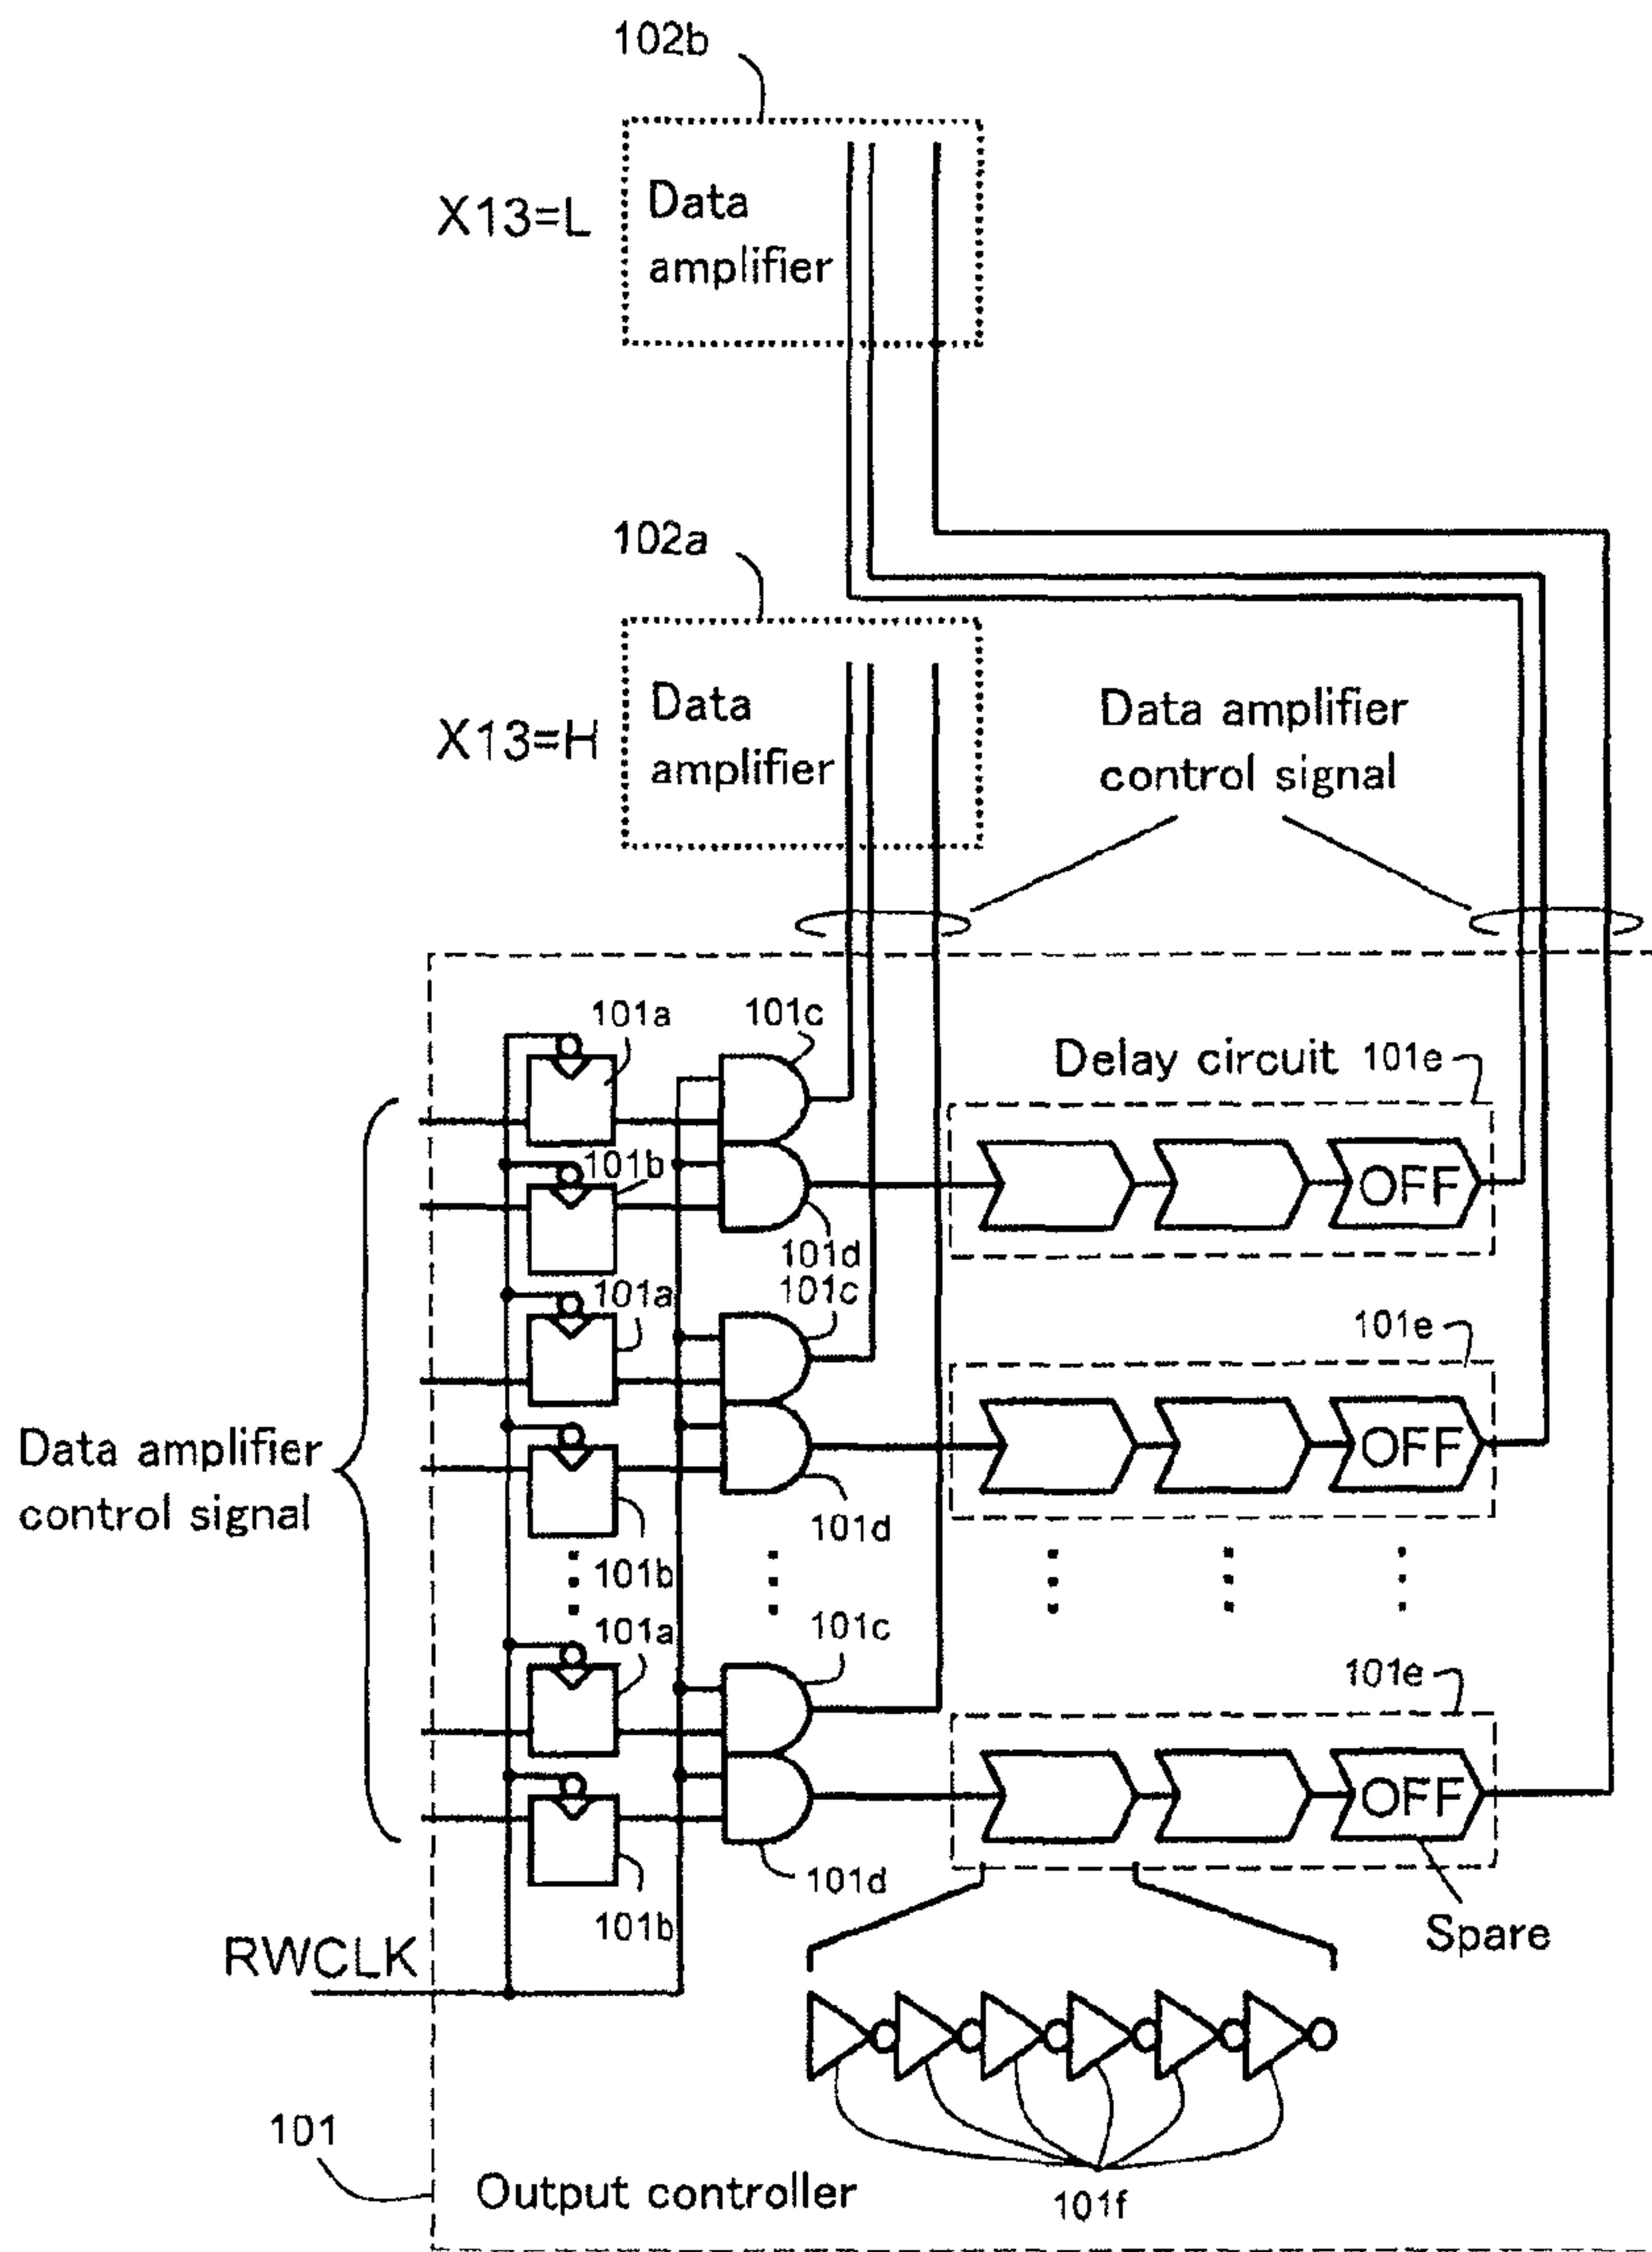 102b
X13=L
Data
amplifier
102a
X13=H
Data
amplifier
Data amplifier
control signal
101a
101c
Delay circuit 101e
101b
OFF
101d
101a
101c
101e
OFF
Data amplifier
control signal
101d
101b
101a
101c
101e
OFF
101d
101b
Spare
RWCLK
101
Output controller
101f